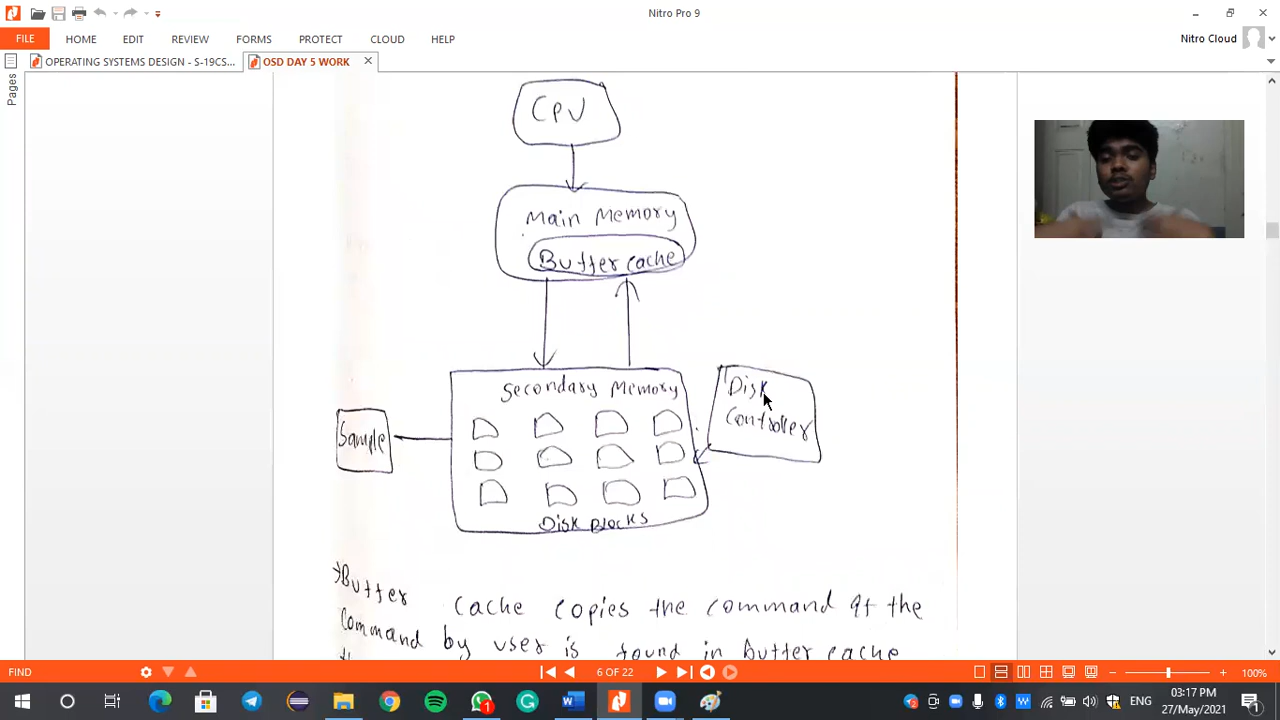 Nitro Pro 9
FILE
HOME
EDIT
REVIEW
FORMS
PROTECT
CLOUD
HELP
Nitro Cloud
OPERATING SYSTEMS DESIGN - S-19CS...
OSD DAY 5 WORK
Pages
CPU
Main Memory
Buffer cache
Secondary Memory
Disk
Controller
Sample
Disk Blocks
→Buffer cache copies the command at the
command by user is found in buffer cache
FIND
6 OF 22
100%
ENG
03:17 PM
27/May/2021